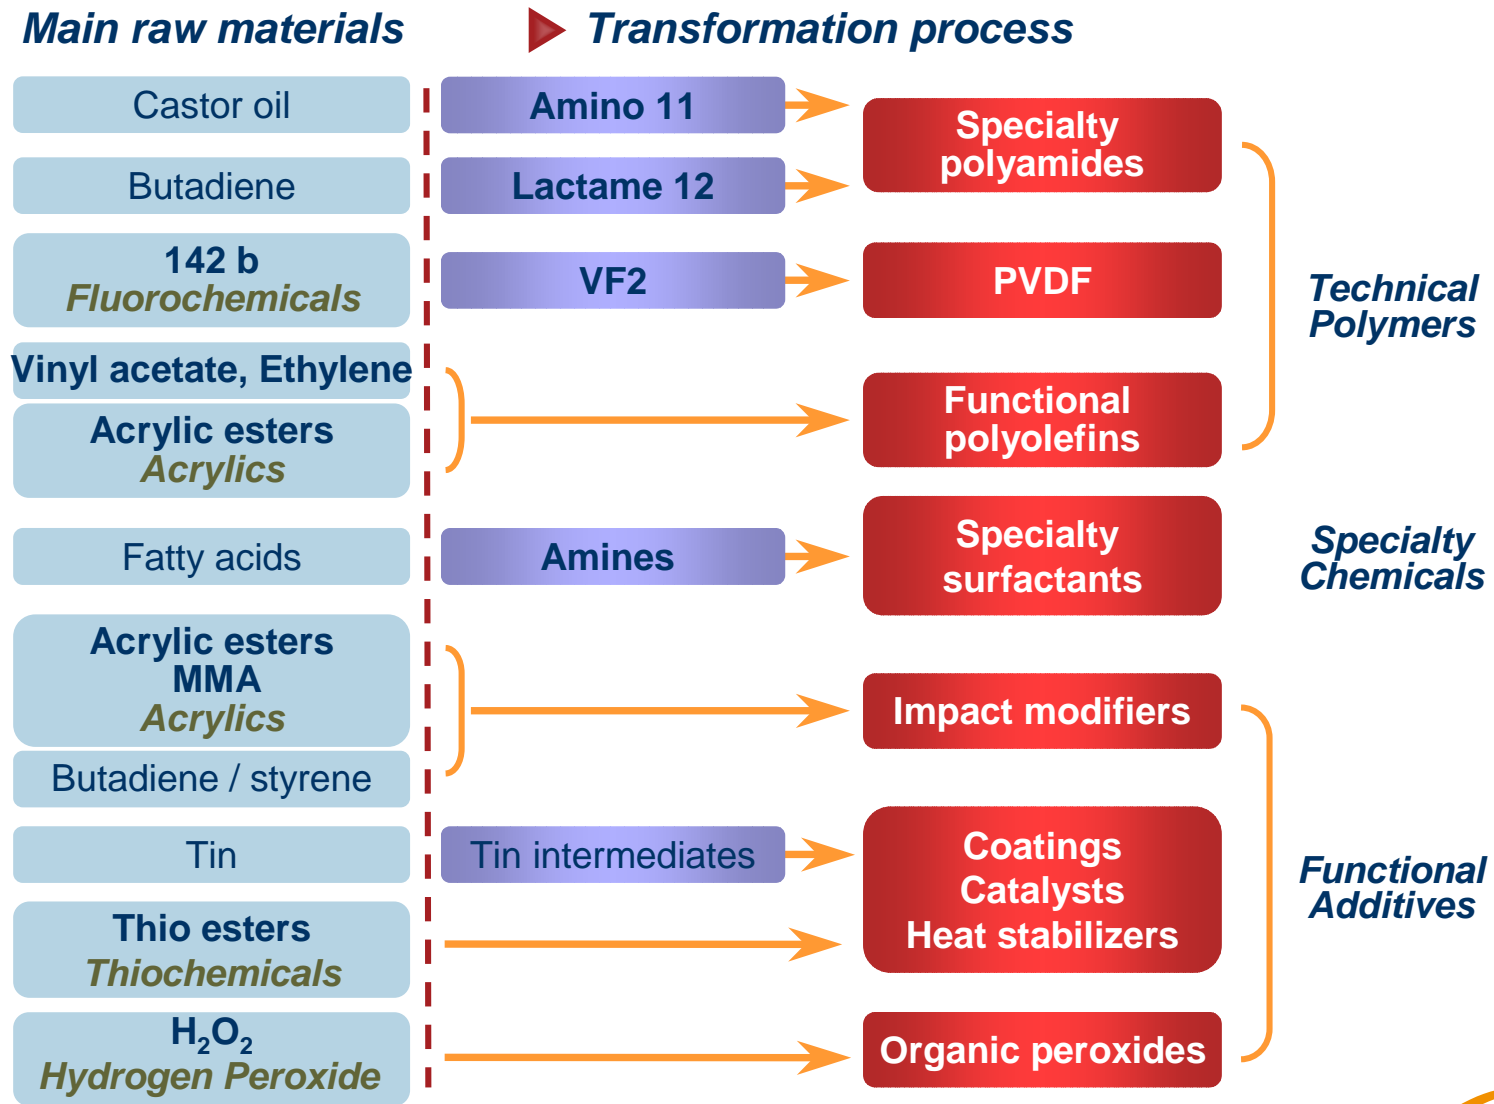 Main raw materials
Transformation process
Castor oil
Amino 11
Specialty
polyamides
Butadiene
Lactame 12
142 b
Fluorochemicals
VF2
PVDF
Technical
Polymers
Vinyl acetate, Ethylene
Acrylic esters
Acrylics
Functional
polyolefins
Fatty acids
Amines
Specialty
surfactants
Specialty
Chemicals
Acrylic esters
MMA
Acrylics
Butadiene / styrene
Impact modifiers
Tin
Tin intermediates
Coatings
Catalysts
Heat stabilizers
Functional
Additives
Thio esters
Thiochemicals
H₂O₂
Hydrogen Peroxide
Organic peroxides